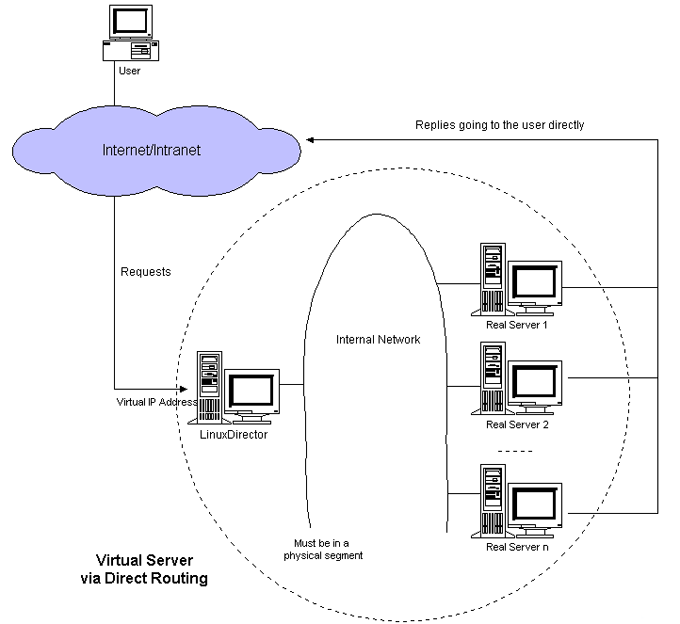 User
Internet/Intranet
Replies going to the user directly
Requests
Real Server 1
Internal Network
Virtual IP Address
LinuxDirector
Real Server 2
Must be in a
physical segment
Real Server n
Virtual Server
via Direct Routing